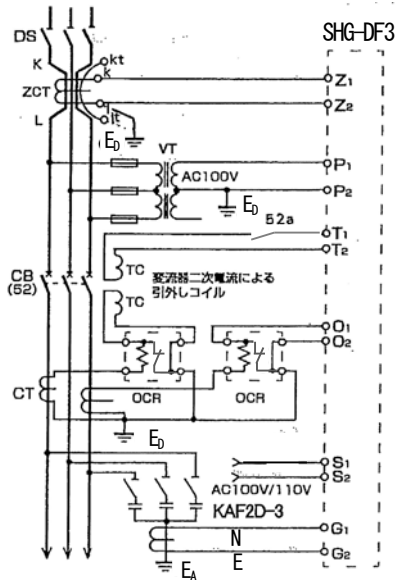 SHG-DF3
DS
K
kt
k
Z1
ZCT
Z2
L
l
lt
ED
VT
AC100V
P1
P2
ED
52a
T1
T2
CB
(52)
TC
TC
変流器二次電流による
引外しコイル
O1
O2
CT
OCR
OCR
ED
S1
S2
AC100V/110V
KAF2D-3
G1
N
E
G2
EA